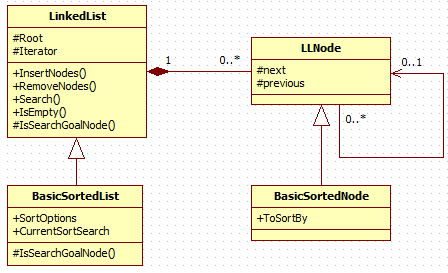 LinkedList
#Root
#Iterator
+InsertNodes()
+RemoveNodes()
+Search()
+IsEmpty()
#IsSearchGoalNode()
1
0..*
LLNode
#next
#previous
0..1
0..*
BasicSortedList
+SortOptions
+CurrentSortSearch
#IsSearchGoalNode()
BasicSortedNode
+ToSortBy